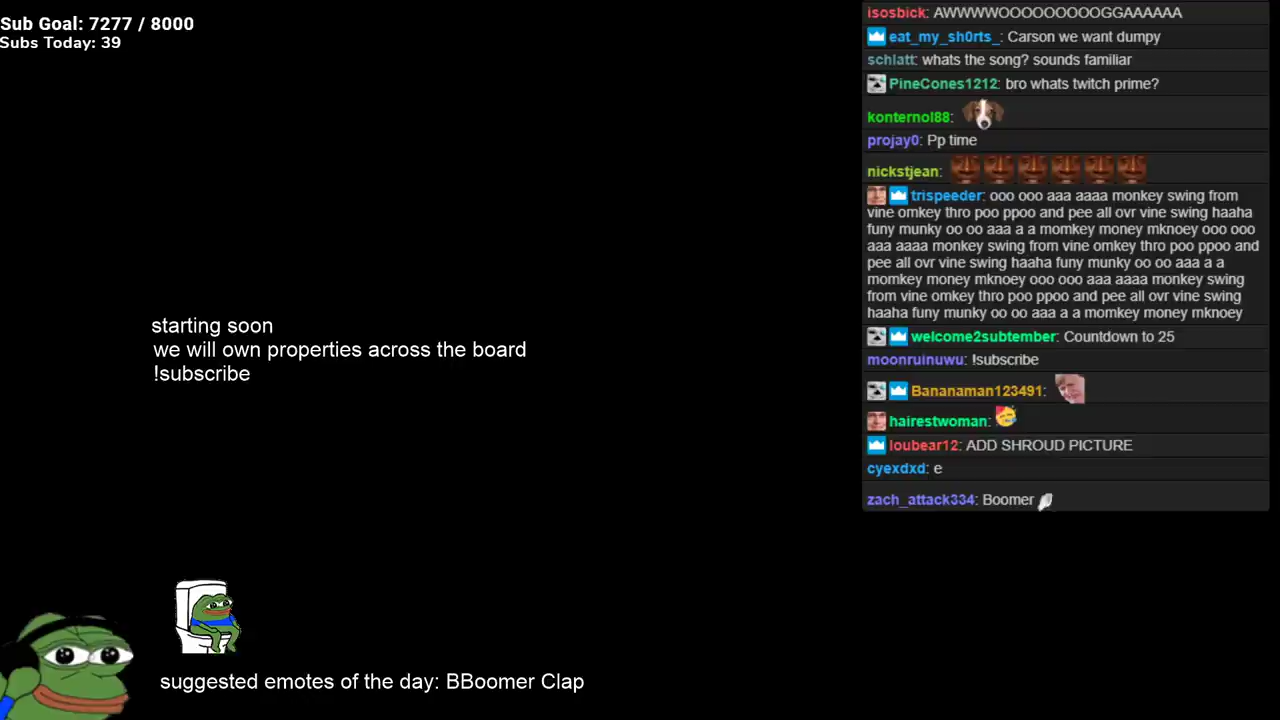 Sub Goal: 7277 / 8000
Subs Today: 39
starting soon
we will own properties across the board
!subscribe
suggested emotes of the day: BBoomer Clap
isosbick: AWWWWOOOOOOOOOGGAAAAAA
eat_my_sh0rts_: Carson we want dumpy
schlatt: whats the song? sounds familiar
PineCones1212: bro whats twitch prime?
konternol88:
projay0: Pp time
nickstjean:
trispeeder: ooo ooo aaa aaaa monkey swing from
vine omkey thro poo ppoo and pee all ovr vine swing haaha
funy munky oo oo aaa a a momkey money mknoey ooo ooo
aaa aaaa monkey swing from vine omkey thro poo ppoo and
pee all ovr vine swing haaha funy munky oo oo aaa a a
momkey money mknoey ooo ooo aaa aaaa monkey swing
from vine omkey thro poo ppoo and pee all ovr vine swing
haaha funy munky oo oo aaa a a momkey money mknoey
welcome2subtember: Countdown to 25
moonruinuwu: !subscribe
Bananaman123491:
hairestwoman:
loubear12: ADD SHROUD PICTURE
cyexdxd: e
zach_attack334: Boomer